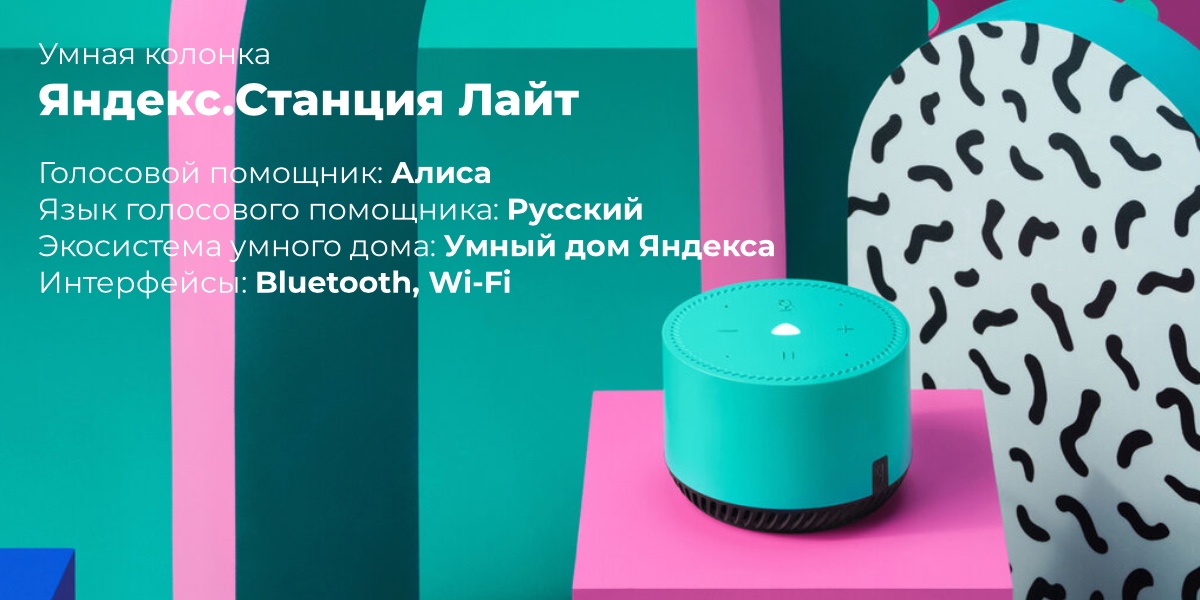 Умная колонка
Яндекс.Станция Лайт
Голосовой помощник: Алиса
Язык голосового помощника: Русский
Экосистема умного дома: Умный дом Яндекса
Интерфейсы: Bluetooth, Wi-Fi